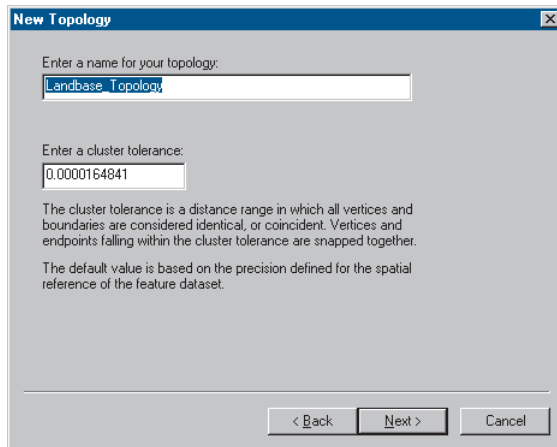 New Topology
Enter a name for your topology:
Landbase_Topology
Enter a cluster tolerance:
0.0000164841
The cluster tolerance is a distance range in which all vertices and
boundaries are considered identical, or coincident. Vertices and
endpoints falling within the cluster tolerance are snapped together.
The default value is based on the precision defined for the spatial
reference of the feature dataset.
< Back Next > Cancel